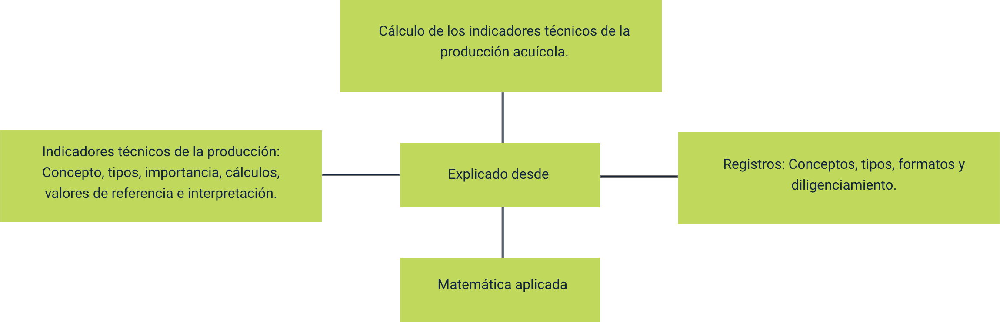 Cálculo de los indicadores técnicos de la
producción acuícola.
Indicadores técnicos de la producción:
Concepto, tipos, importancia, cálculos,
valores de referencia e interpretación.
Explicado desde
Registros: Conceptos, tipos, formatos y
diligenciamiento.
Matemática aplicada